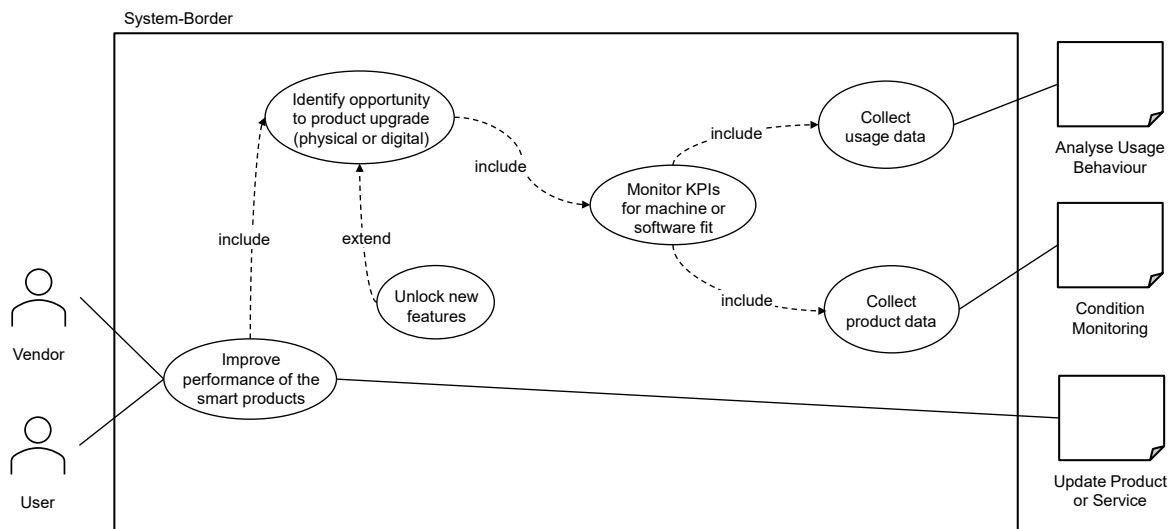 System-Border
Identify opportunity
to product upgrade
(physical or digital)
include
Collect
usage data
Analyse Usage
Behaviour
include
Monitor KPIs
for machine or
software fit
include
extend
Unlock new
features
include
Collect
product data
Condition
Monitoring
Vendor
Improve
performance of the
smart products
User
Update Product
or Service